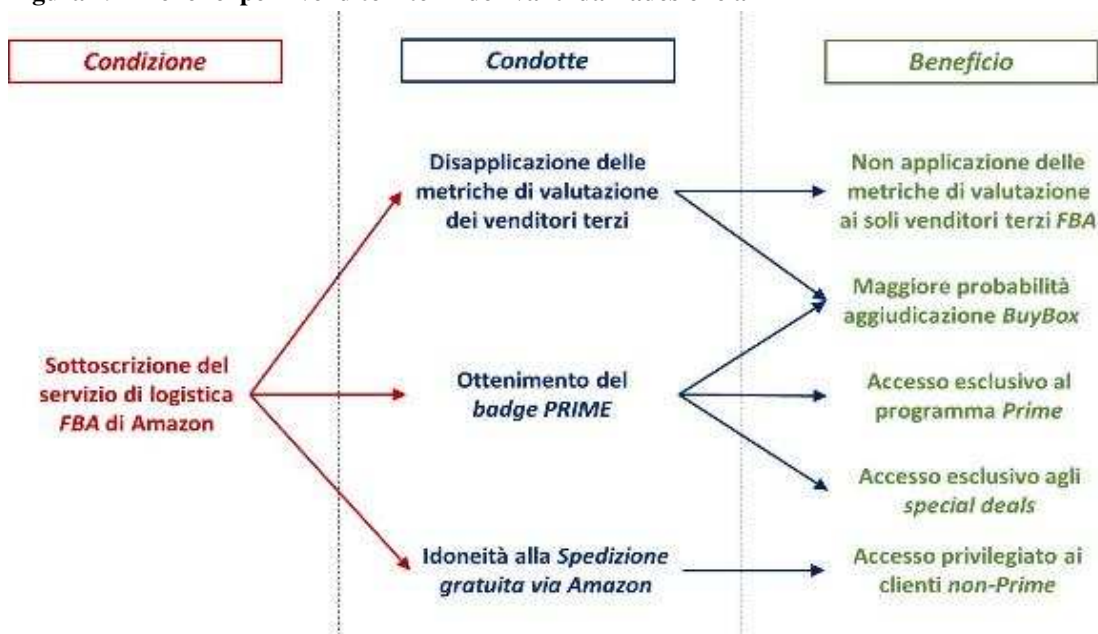 Condizione
Condotte
Beneficio
Disapplicazione delle
metriche di valutazione
dei venditori terzi
Non applicazione delle
metriche di valutazione
ai soli venditori terzi FBA
Maggiore probabilità
aggiudicazione BuyBox
Sottoscrizione del
servizio di logistica
FBA di Amazon
Ottenimento del
badge PRIME
Accesso esclusivo al
programma Prime
Accesso esclusivo agli
special deals
Idoneità alla Spedizione
gratuita via Amazon
Accesso privilegiato ai
clienti non-Prime